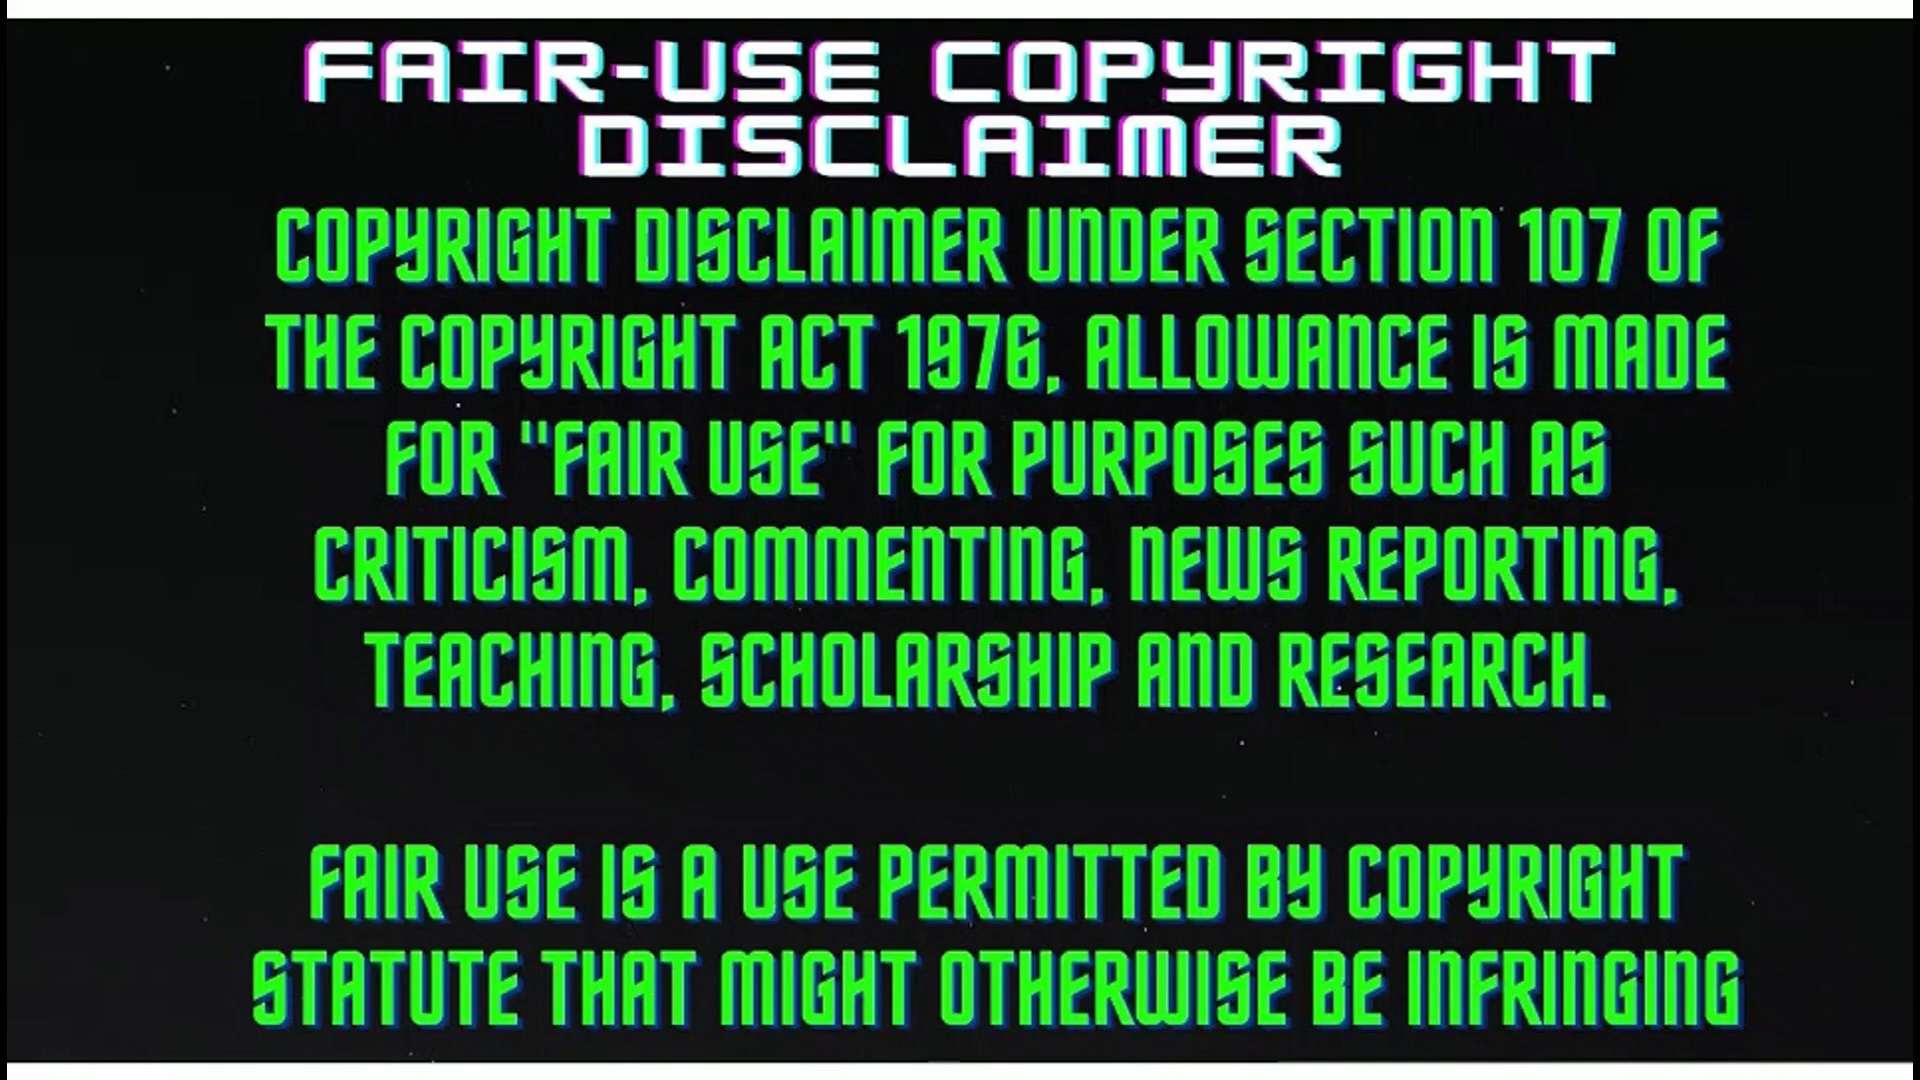 FAIR-USE COPYRIGHT
DISCLAIMER
COPYRIGHT DISCLAIMER UNDER SECTION 107 OF
THE COPYRIGHT ACT 1976, ALLOWANCE IS MADE
FOR "FAIR USE" FOR PURPOSES SUCH AS
CRITICISM, COMMENTING, NEWS REPORTING,
TEACHING, SCHOLARSHIP AND RESEARCH.
FAIR USE IS A USE PERMITTED BY COPYRIGHT
STATUTE THAT MIGHT OTHERWISE BE INFRINGING